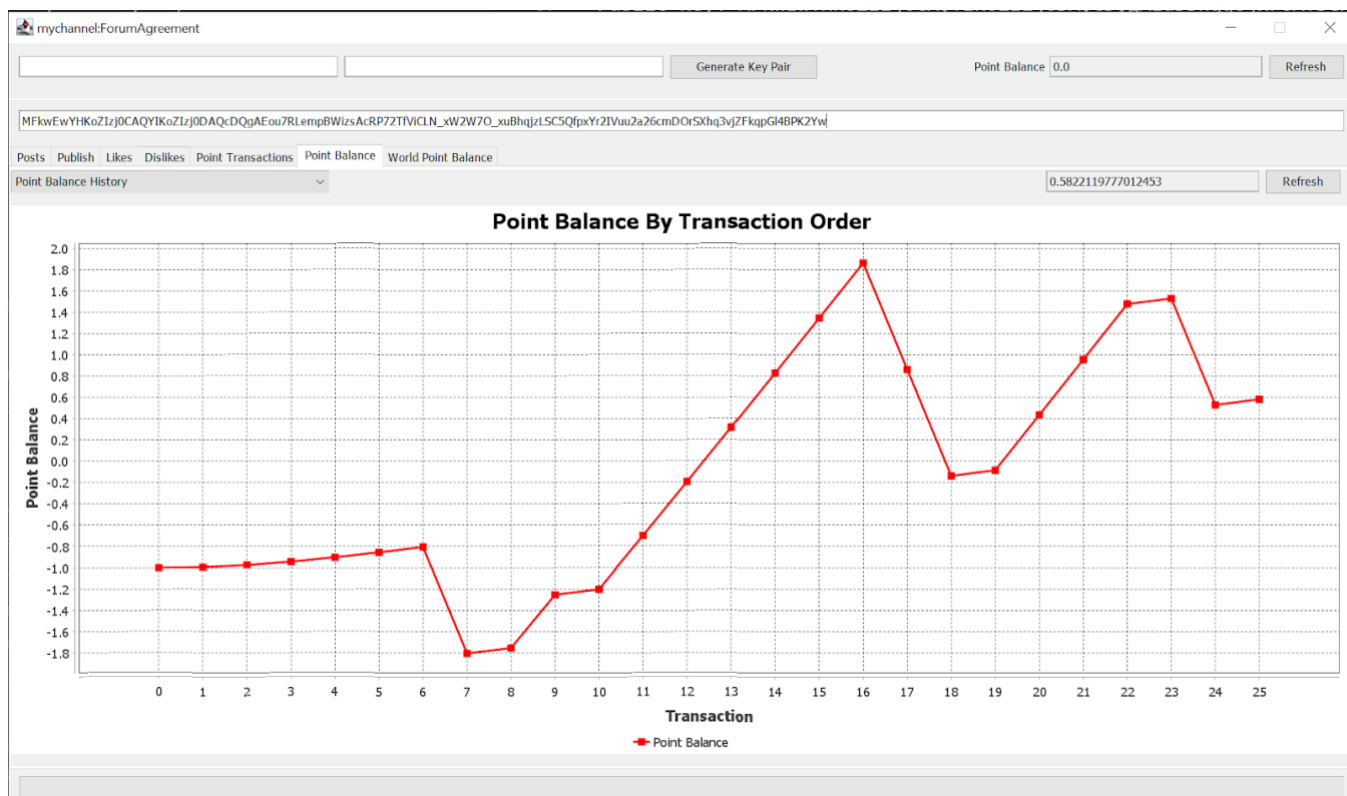 mychannel:ForumAgreement
Generate Key Pair Point Balance 0.0 Refresh
MFkwEwYHKoZIzj0CAQYIKoZIzj0DAQcDQgAEou7RLempBWizsAcRP72TfViCLN_xW2W7O_xuBhqjzLSC5QfpxYr2IVuu2a26cmDOrSXhq3vjZFkqpGl4BPK2Yw
Posts Publish Likes Dislikes Point Transactions Point Balance World Point Balance
Point Balance History 0.5822119777012453 Refresh
Point Balance By Transaction Order
Point Balance
2.0
1.8
1.6
1.4
1.2
1.0
0.8
0.6
0.4
0.2
0.0
-0.2
-0.4
-0.6
-0.8
-1.0
-1.2
-1.4
-1.6
-1.8
0 1 2 3 4 5 6 7 8 9 10 11 12 13 14 15 16 17 18 19 20 21 22 23 24 25
Transaction
Point Balance